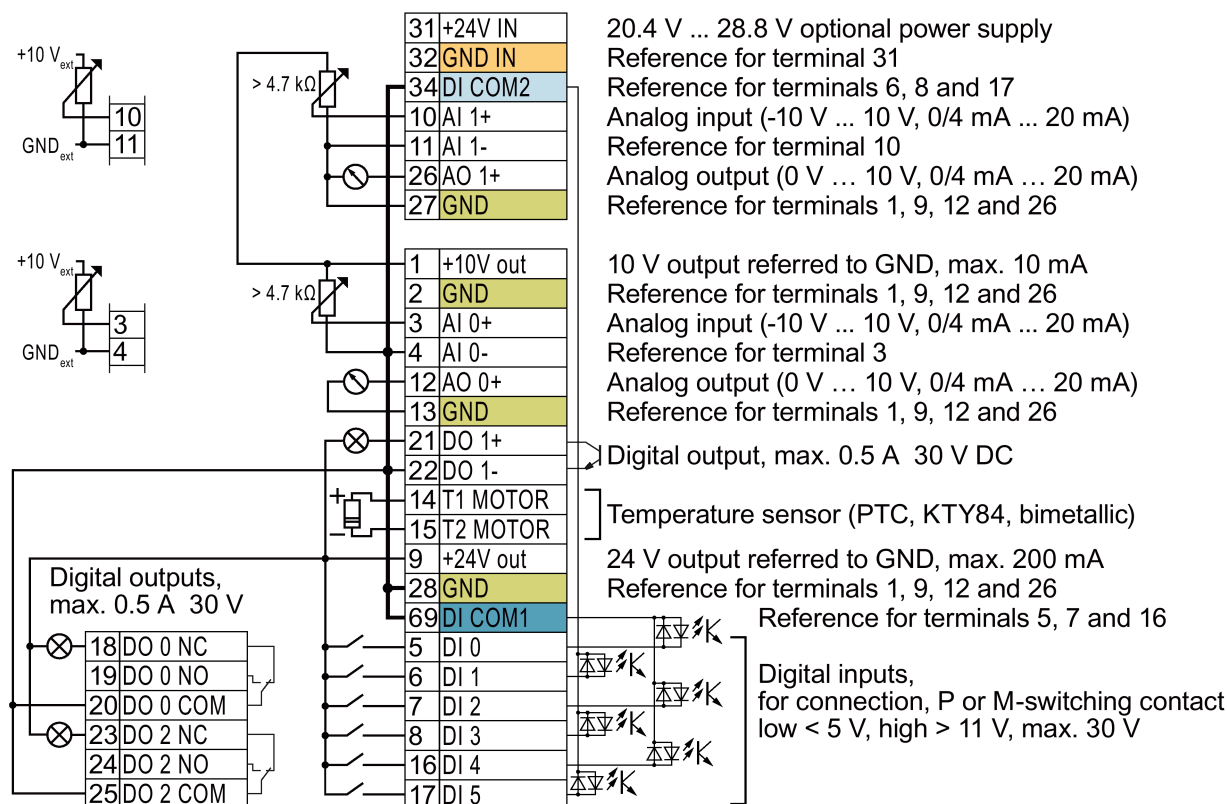 31 +24V IN 20.4 V ... 28.8 V optional power supply
32 GND IN Reference for terminal 31
34 DI COM2 Reference for terminals 6, 8 and 17
10 AI 1+ Analog input (-10 V ... 10 V, 0/4 mA ... 20 mA)
11 AI 1- Reference for terminal 10
26 AO 1+ Analog output (0 V … 10 V, 0/4 mA … 20 mA)
27 GND Reference for terminals 1, 9, 12 and 26
+10 V ext
10
GND ext 11
> 4.7 kΩ
1 +10V out 10 V output referred to GND, max. 10 mA
2 GND Reference for terminals 1, 9, 12 and 26
3 AI 0+ Analog input (-10 V ... 10 V, 0/4 mA ... 20 mA)
4 AI 0- Reference for terminal 3
12 AO 0+ Analog output (0 V … 10 V, 0/4 mA … 20 mA)
13 GND Reference for terminals 1, 9, 12 and 26
+10 V ext
3
GND ext 4
> 4.7 kΩ
21 DO 1+
22 DO 1-
Digital output, max. 0.5 A 30 V DC
14 T1 MOTOR
15 T2 MOTOR
+
–
Temperature sensor (PTC, KTY84, bimetallic)
9 +24V out 24 V output referred to GND, max. 200 mA
28 GND Reference for terminals 1, 9, 12 and 26
69 DI COM1 Reference for terminals 5, 7 and 16
5 DI 0
6 DI 1
7 DI 2
8 DI 3
16 DI 4
17 DI 5
Digital inputs,
for connection, P or M-switching contact
low < 5 V, high > 11 V, max. 30 V
Digital outputs,
max. 0.5 A 30 V
18 DO 0 NC
19 DO 0 NO
20 DO 0 COM
23 DO 2 NC
24 DO 2 NO
25 DO 2 COM